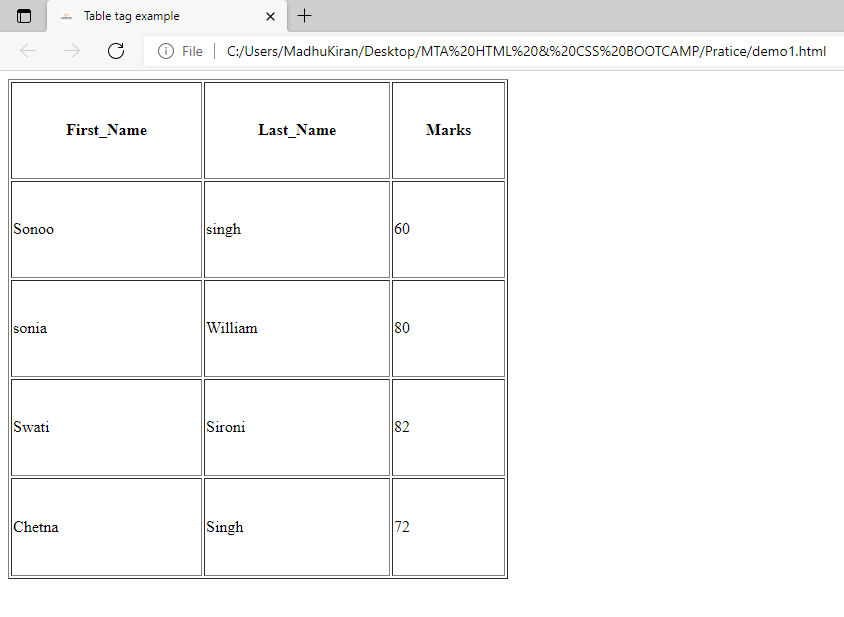 Table tag example
File
C:/Users/MadhuKiran/Desktop/MTA%20HTML%20&%20CSS%20BOOTCAMP/Pratice/demo1.html
First_Name Last_Name Marks
Sonoo singh 60
sonia William 80
Swati Sironi 82
Chetna Singh 72